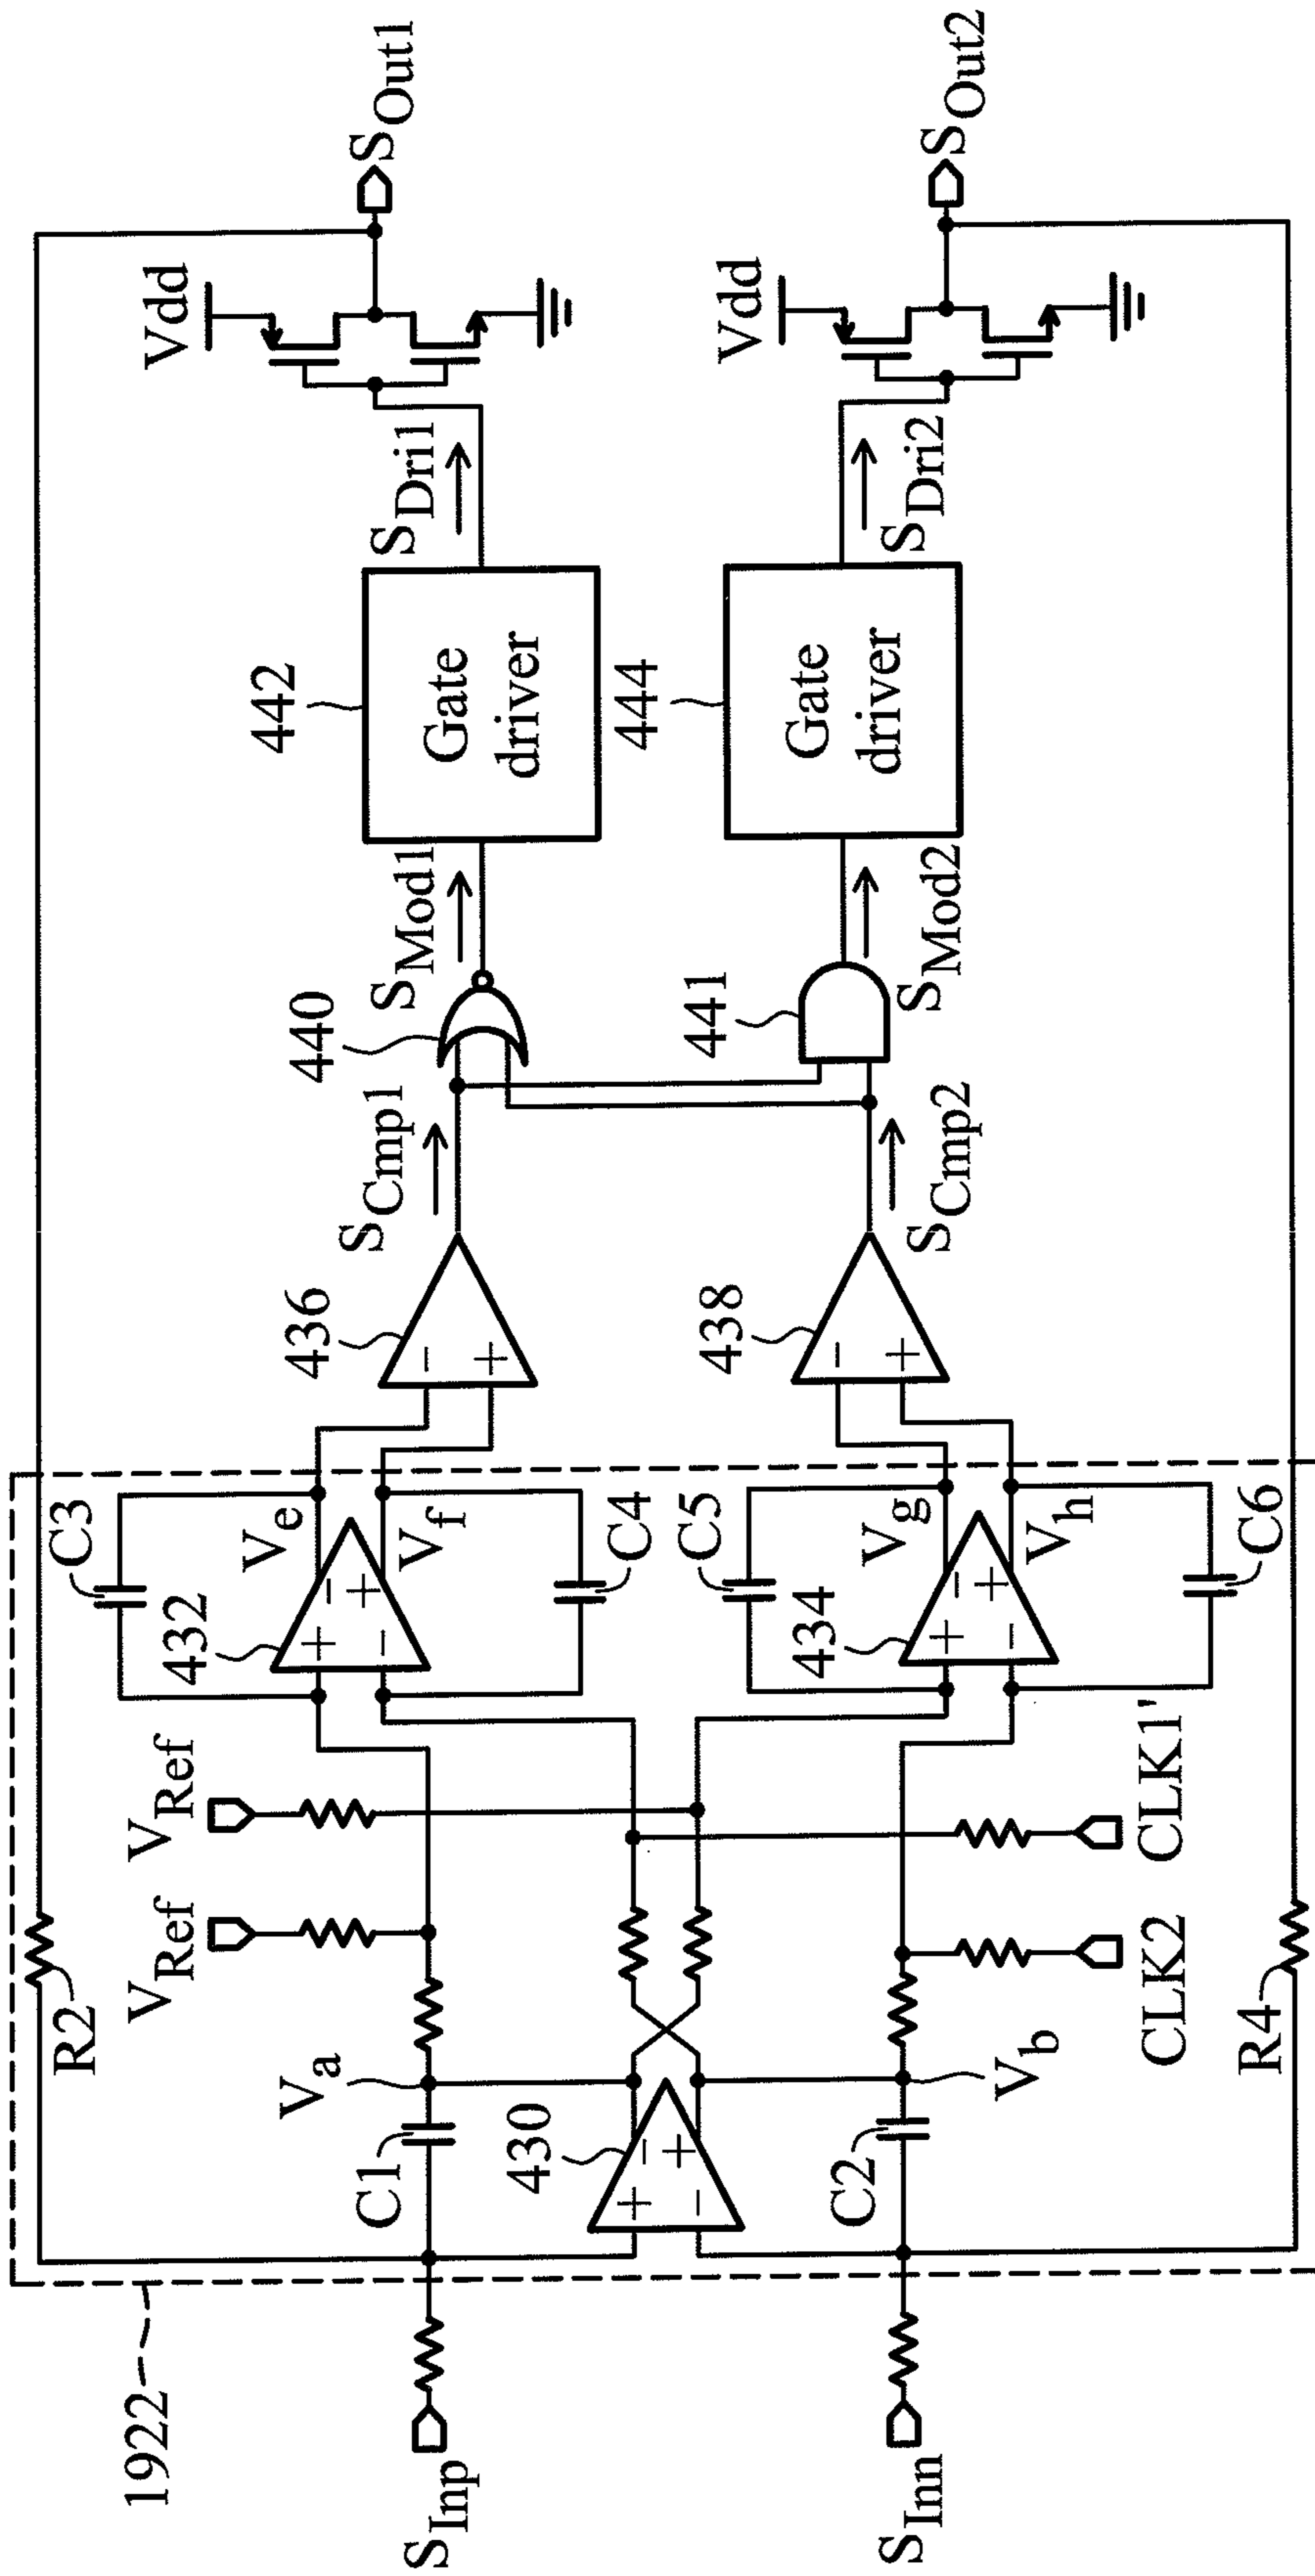 1922
S_Inp
S_Inn
R2
V_Ref
V_Ref
C1
V_a
430
C2
V_b
CLK2
CLK1'
R4
C3
432
V_e
V_f
C4
C5
434
V_g
V_h
C6
436
S_Cmp1
438
S_Cmp2
440
S_Mod1
441
S_Mod2
442
Gate
driver
444
Gate
driver
S_Dri1
S_Dri2
Vdd
Vdd
S_Out1
S_Out2
+
−
−
+
+
−
−
+
+
−
−
+
−
+
−
+